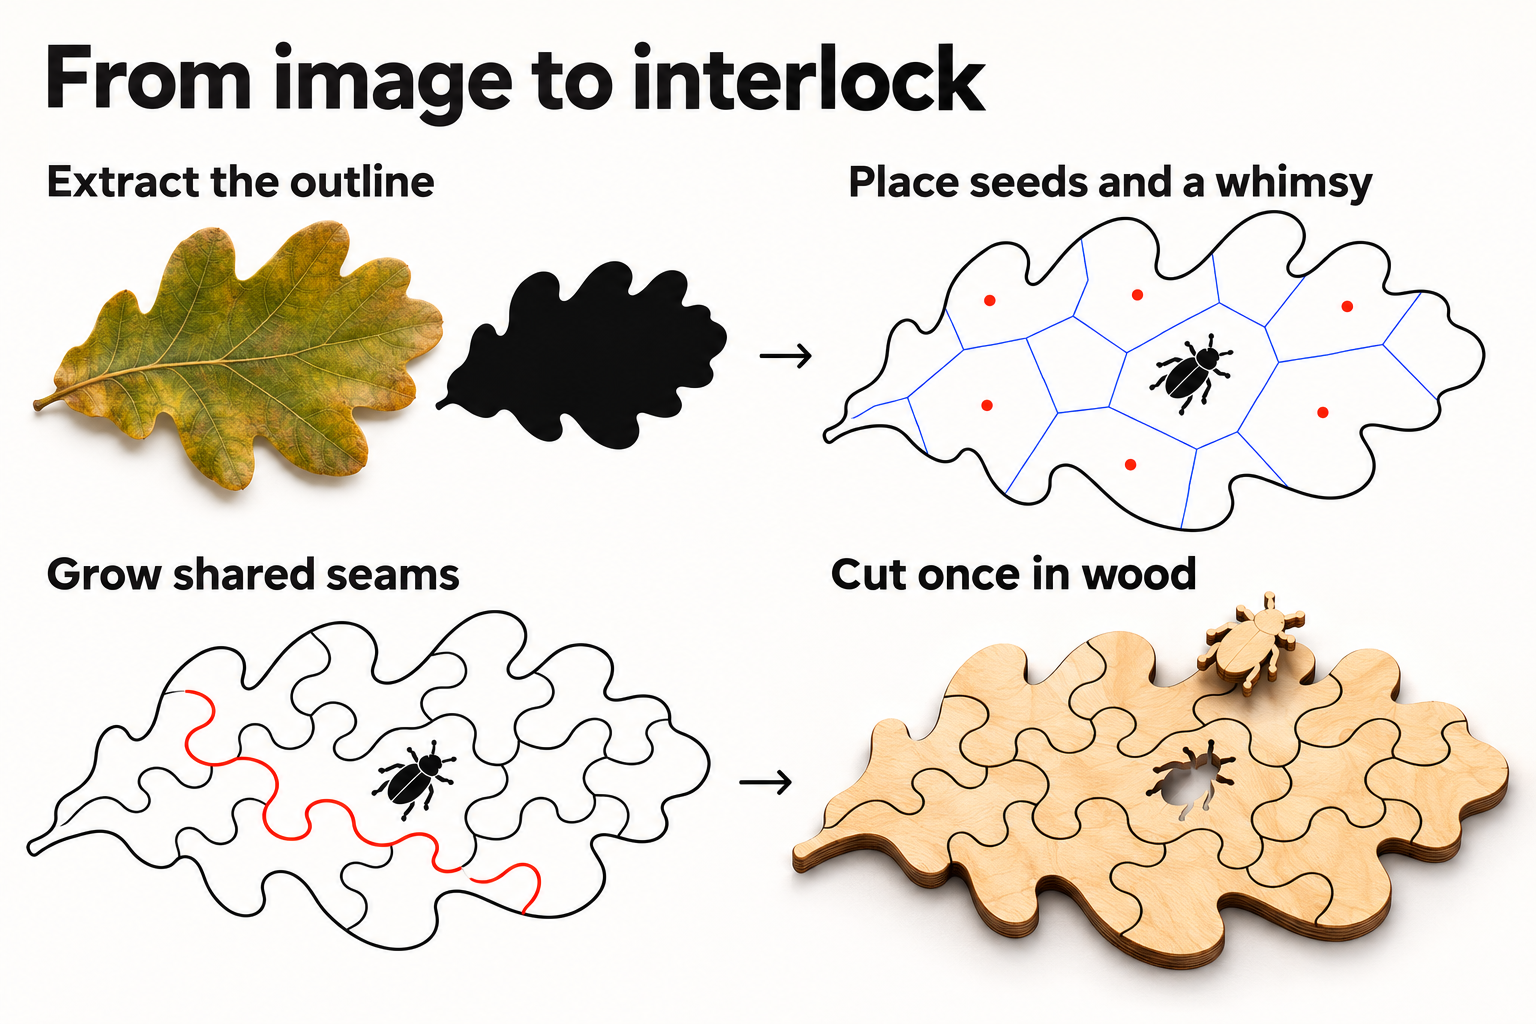 From image to interlock
Extract the outline
Place seeds and a whimsy
Grow shared seams
Cut once in wood